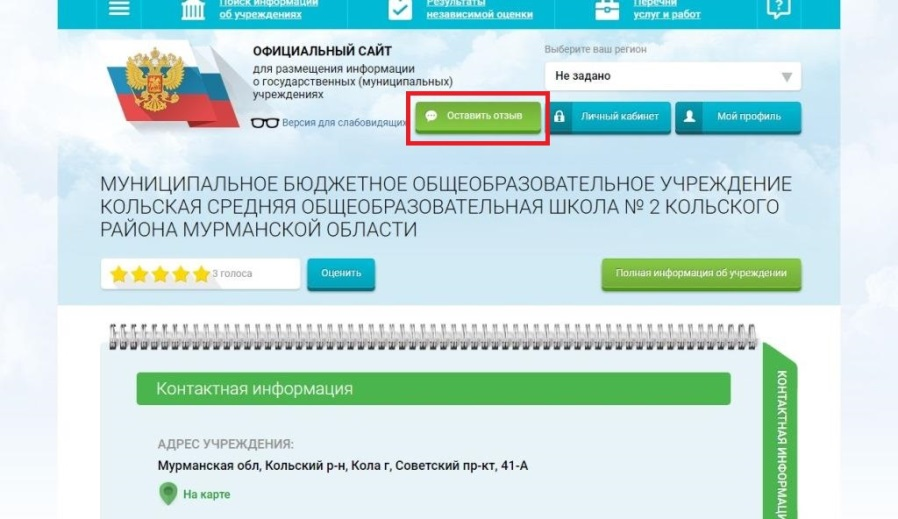 Поиск информации
об учреждениях
Результаты
независимой оценки
Перечни
услуг и работ
?
ОФИЦИАЛЬНЫЙ САЙТ
для размещения информации
о государственных (муниципальных)
учреждениях
Версия для слабовидящих
Выберите ваш регион
Не задано
Оставить отзыв
Личный кабинет
Мой профиль
МУНИЦИПАЛЬНОЕ БЮДЖЕТНОЕ ОБЩЕОБРАЗОВАТЕЛЬНОЕ УЧРЕЖДЕНИЕ
КОЛЬСКАЯ СРЕДНЯЯ ОБЩЕОБРАЗОВАТЕЛЬНАЯ ШКОЛА № 2 КОЛЬСКОГО
РАЙОНА МУРМАНСКОЙ ОБЛАСТИ
3 голоса
Оценить
Полная информация об учреждении
Контактная информация
АДРЕС УЧРЕЖДЕНИЯ:
Мурманская обл, Кольский р-н, Кола г, Советский пр-кт, 41-А
На карте
КОНТАКТНАЯ ИНФОРМАЦИ